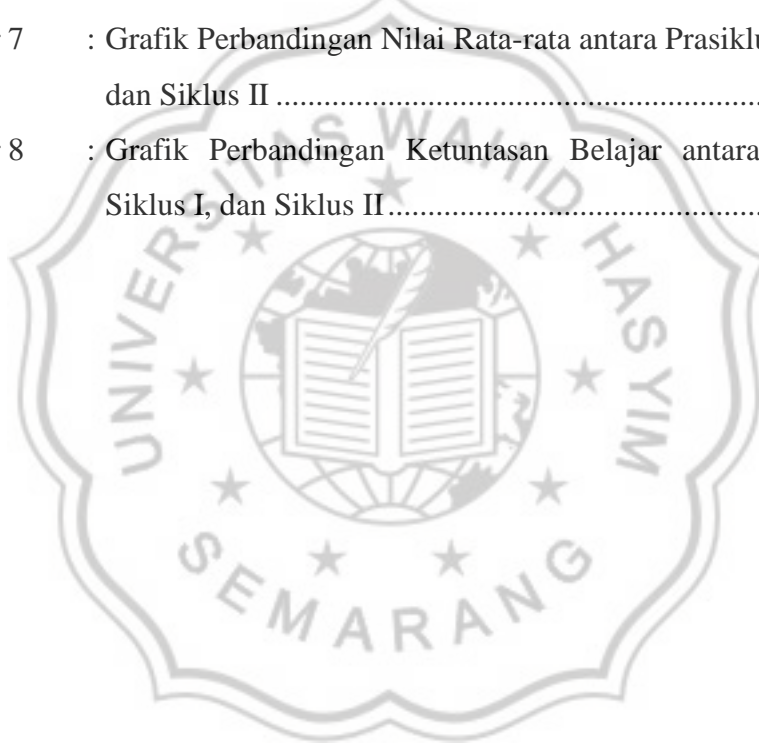 7 : Grafik Perbandingan Nilai Rata-rata antara
dan Siklus II ........................................................
8 : Grafik Perbandingan Ketuntasan Belajar antara
Siklus I, dan Siklus II ..........................................
UNIVERSITAS WAHID HASYIM
SEMARANG